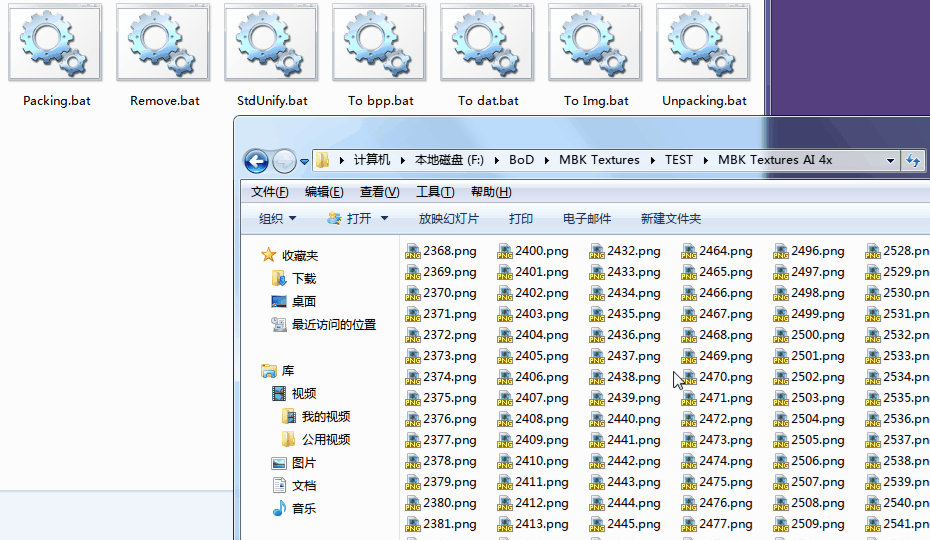 Packing.bat Remove.bat StdUnify.bat To bpp.bat To dat.bat To Img.bat Unpacking.bat
计算机 本地磁盘 (F:) BoD MBK Textures TEST MBK Textures AI 4x
文件(F) 编辑(E) 查看(V) 工具(T) 帮助(H)
组织 打开 放映幻灯片 打印 电子邮件 新建文件夹
收藏夹
下载
桌面
最近访问的位置
库
视频
我的视频
公用视频
图片
文档
音乐
2368.png 2400.png 2432.png 2464.png 2496.png 2528.png
2369.png 2401.png 2433.png 2465.png 2497.png 2529.png
2370.png 2402.png 2434.png 2466.png 2498.png 2530.png
2371.png 2403.png 2435.png 2467.png 2499.png 2531.png
2372.png 2404.png 2436.png 2468.png 2500.png 2532.png
2373.png 2405.png 2437.png 2469.png 2501.png 2533.png
2374.png 2406.png 2438.png 2470.png 2502.png 2534.png
2375.png 2407.png 2439.png 2471.png 2503.png 2535.png
2376.png 2408.png 2440.png 2472.png 2504.png 2536.png
2377.png 2409.png 2441.png 2473.png 2505.png 2537.png
2378.png 2410.png 2442.png 2474.png 2506.png 2538.png
2379.png 2411.png 2443.png 2475.png 2507.png 2539.png
2380.png 2412.png 2444.png 2476.png 2508.png 2540.png
2381.png 2413.png 2445.png 2477.png 2509.png 2541.png